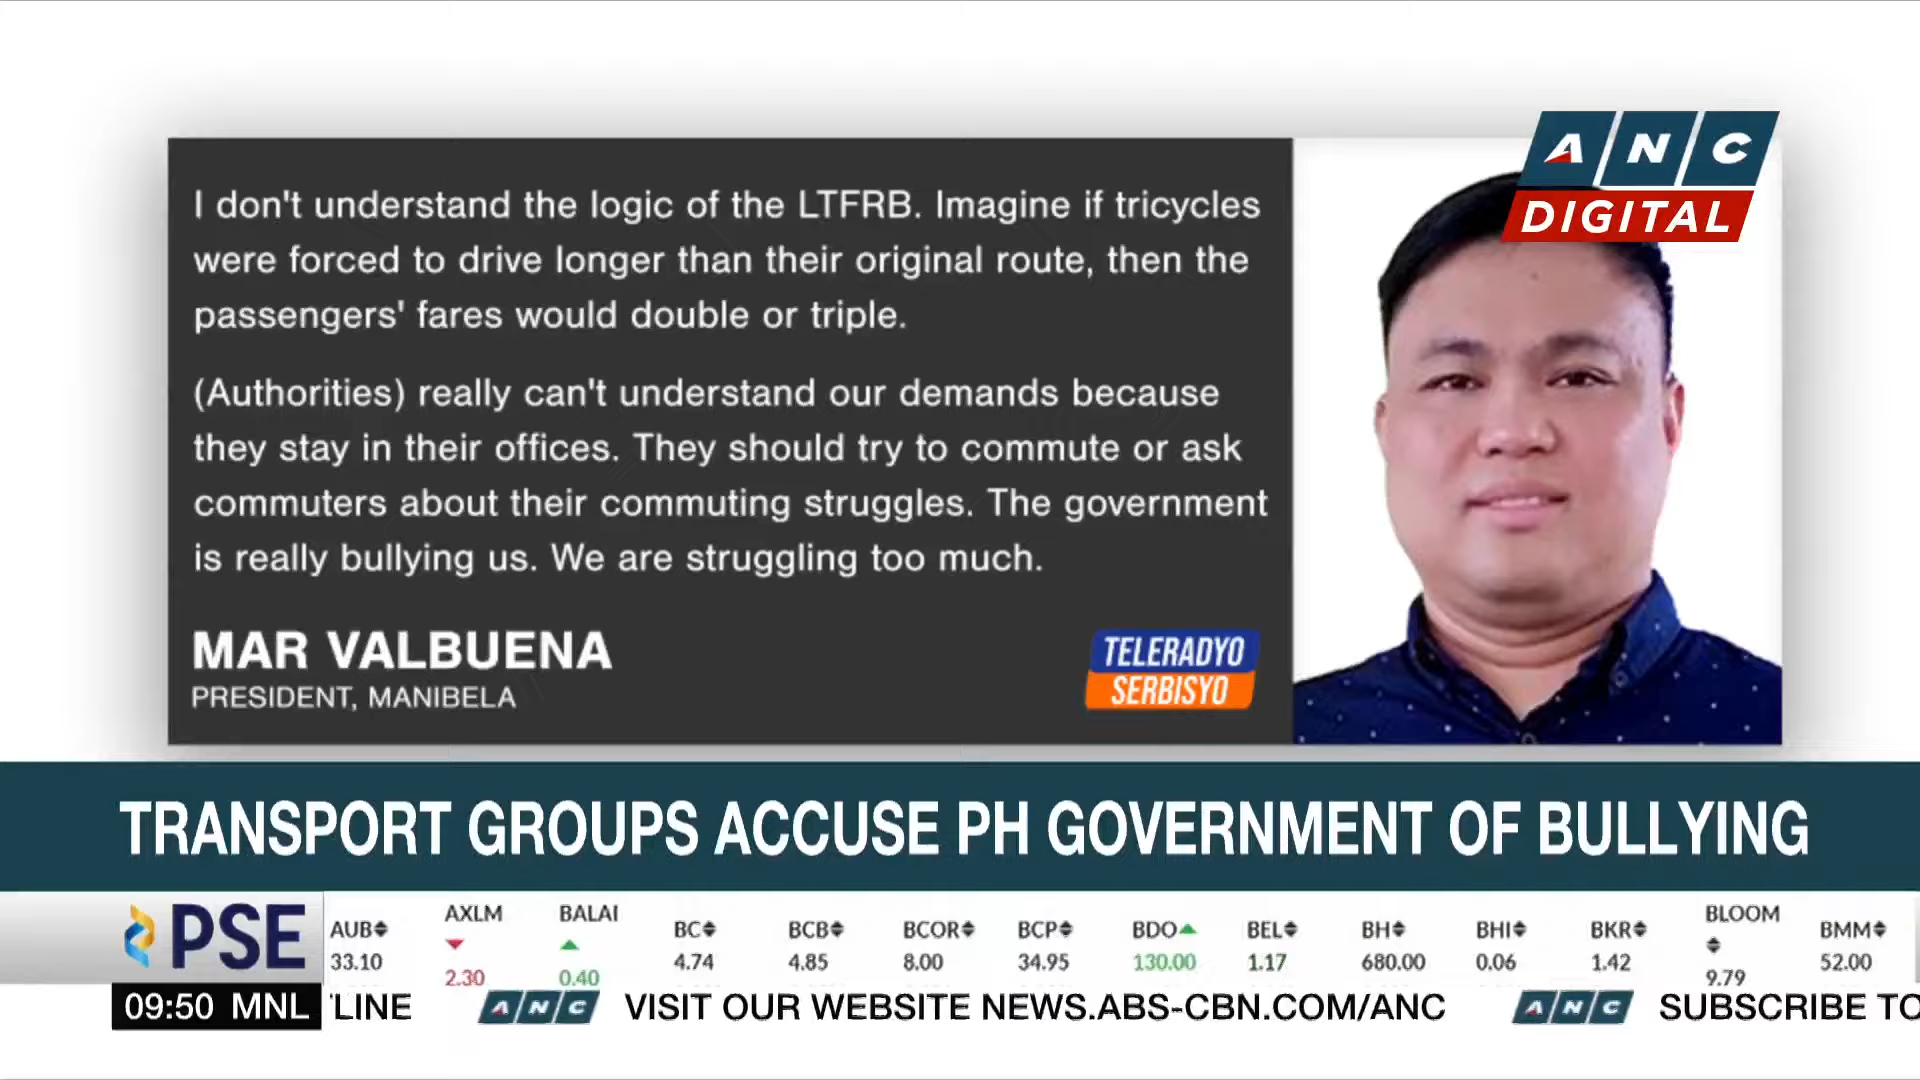 ANC
DIGITAL
I don't understand the logic of the LTFRB. Imagine if tricycles
were forced to drive longer than their original route, then the
passengers' fares would double or triple.
(Authorities) really can't understand our demands because
they stay in their offices. They should try to commute or ask
commuters about their commuting struggles. The government
is really bullying us. We are struggling too much.
MAR VALBUENA
PRESIDENT, MANIBELA
TELERADYO
SERBISYO
TRANSPORT GROUPS ACCUSE PH GOVERNMENT OF BULLYING
PSE
AUB AXLM BALAI BC BCB BCOR BCP BDO BEL BH BHI BKR BLOOM BMM
33.10 2.30 0.40 4.74 4.85 8.00 34.95 130.00 1.17 680.00 0.06 1.42 9.79 52.00
09:50 MNL TLINE ANC VISIT OUR WEBSITE NEWS.ABS-CBN.COM/ANC ANC SUBSCRIBE TO